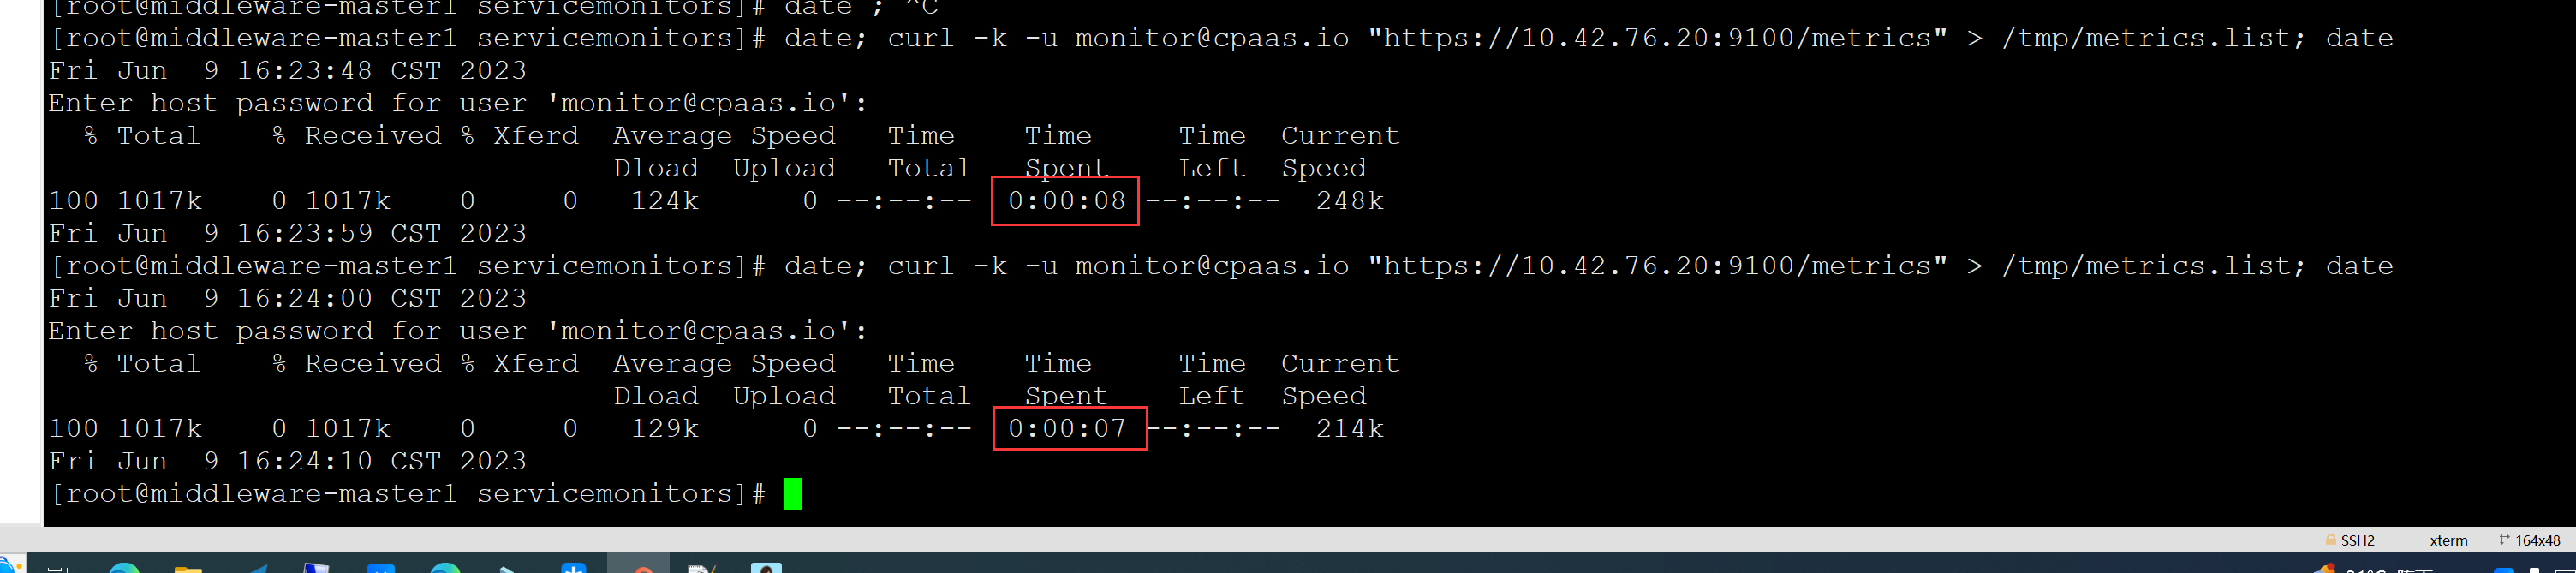 [root@middleware-master1 servicemonitors]# date ; ^C
[root@middleware-master1 servicemonitors]# date; curl -k -u monitor@cpaas.io "https://10.42.76.20:9100/metrics" > /tmp/metrics.list; date
Fri Jun  9 16:23:48 CST 2023
Enter host password for user 'monitor@cpaas.io':
  % Total    % Received % Xferd  Average Speed   Time    Time     Time  Current
                                 Dload  Upload   Total   Spent    Left  Speed
100 1017k    0 1017k    0     0   124k      0 --:--:--  0:00:08 --:--:--  248k
Fri Jun  9 16:23:59 CST 2023
[root@middleware-master1 servicemonitors]# date; curl -k -u monitor@cpaas.io "https://10.42.76.20:9100/metrics" > /tmp/metrics.list; date
Fri Jun  9 16:24:00 CST 2023
Enter host password for user 'monitor@cpaas.io':
  % Total    % Received % Xferd  Average Speed   Time    Time     Time  Current
                                 Dload  Upload   Total   Spent    Left  Speed
100 1017k    0 1017k    0     0   129k      0 --:--:--  0:00:07 --:--:--  214k
Fri Jun  9 16:24:10 CST 2023
[root@middleware-master1 servicemonitors]#
SSH2 xterm 164x48